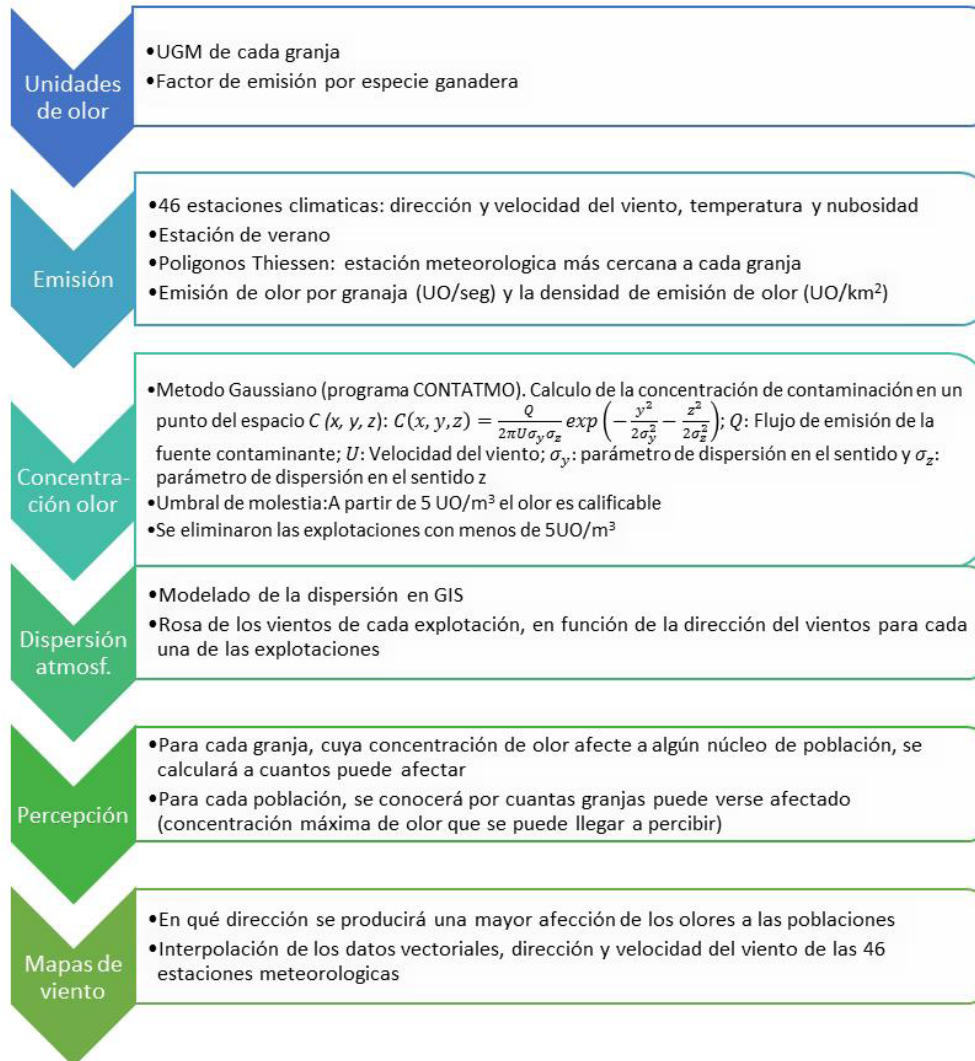 Unidades
de olor
•UGM de cada granja
•Factor de emisión por especie ganadera
Emisión
•46 estaciones climaticas: dirección y velocidad del viento, temperatura y nubosidad
•Estación de verano
•Poligonos Thiessen: estación meteorologica más cercana a cada granja
•Emisión de olor por granaja (UO/seg) y la densidad de emisión de olor (UO/km²)
Concentra-
ción olor
•Metodo Gaussiano (programa CONTATMO). Calculo de la concentración de contaminación en un
punto del espacio C (x, y, z): C(x, y, z) = Q/(2πUσ_yσ_z) exp (−y²/2σ_y² − z²/2σ_z²); Q: Flujo de emisión de la
fuente contaminante; U: Velocidad del viento; σ_y: parámetro de dispersión en el sentido y σ_z:
parámetro de dispersión en el sentido z
•Umbral de molestia:A partir de 5 UO/m³ el olor es calificable
•Se eliminaron las explotaciones con menos de 5UO/m³
Dispersión
atmosf.
•Modelado de la dispersión en GIS
•Rosa de los vientos de cada explotación, en función de la dirección del vientos para cada
una de las explotaciones
Percepción
•Para cada granja, cuya concentración de olor afecte a algún núcleo de población, se
calculará a cuantos puede afectar
•Para cada población, se conocerá por cuantas granjas puede verse afectado
(concentración máxima de olor que se puede llegar a percibir)
Mapas de
viento
•En qué dirección se producirá una mayor afección de los olores a las poblaciones
•Interpolación de los datos vectoriales, dirección y velocidad del viento de las 46
estaciones meteorologicas